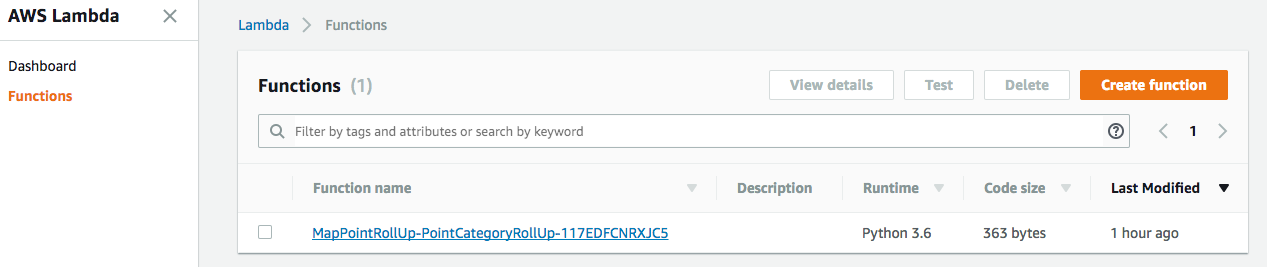 AWS Lambda
Dashboard
Functions
Lambda > Functions
Functions (1)
View details
Test
Delete
Create function
Filter by tags and attributes or search by keyword
1
Function name
Description
Runtime
Code size
Last Modified
MapPointRollUp-PointCategoryRollUp-117EDFCNRXJC5
Python 3.6
363 bytes
1 hour ago